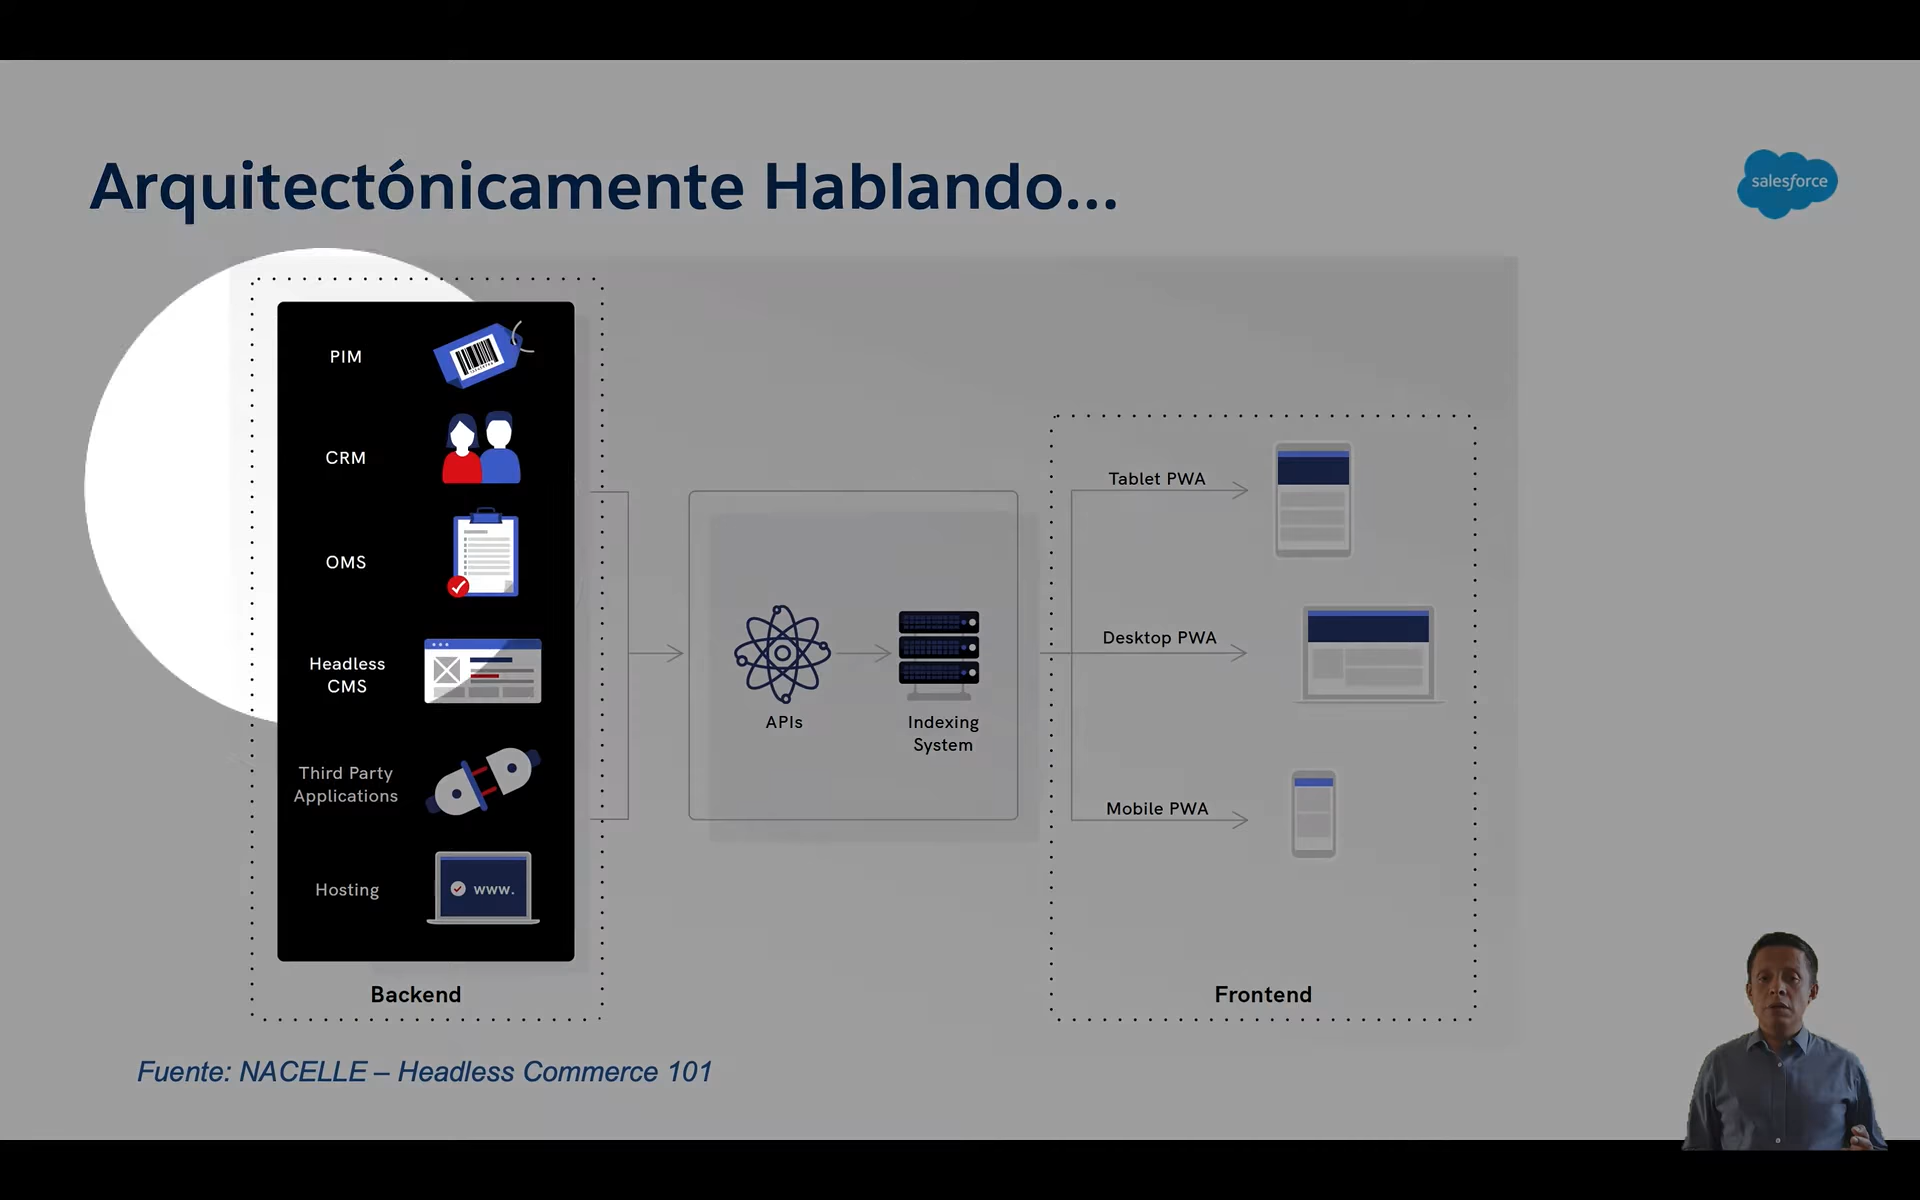 Arquitectónicamente Hablando...
salesforce
PIM
CRM
OMS
Headless
CMS
Third Party
Applications
Hosting
www.
Backend
APIs
Indexing
System
Tablet PWA
Desktop PWA
Mobile PWA
Frontend
Fuente: NACELLE – Headless Commerce 101